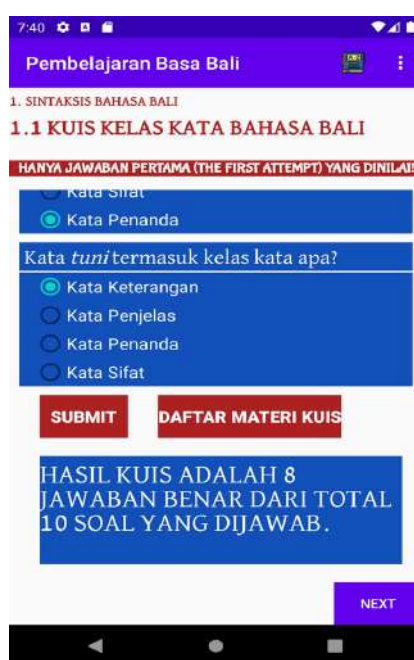 7:40
Pembelajaran Basa Bali
1. SINTAKSIS BAHASA BALI
1.1 KUIS KELAS KATA BAHASA BALI
HANYA JAWABAN PERTAMA (THE FIRST ATTEMPT) YANG DINILAI!
Kata Sifat
Kata Penanda
Kata tuni termasuk kelas kata apa?
Kata Keterangan
Kata Penjelas
Kata Penanda
Kata Sifat
SUBMIT
DAFTAR MATERI KUIS
HASIL KUIS ADALAH 8
JAWABAN BENAR DARI TOTAL
10 SOAL YANG DIJAWAB.
NEXT